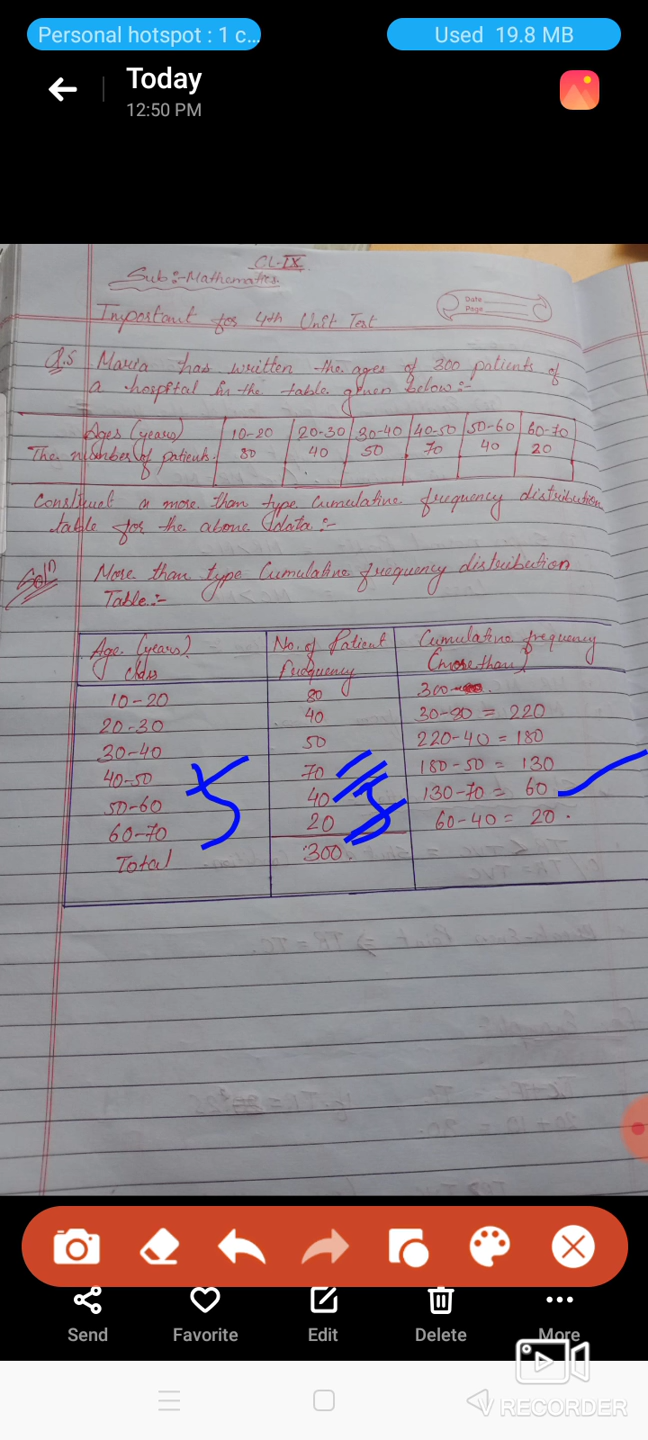 Personal hotspot : 1 c...
Used 19.8 MB
Today
12:50 PM
CL-IX
Sub:-Mathematics.
Date
Page
Important for 4th Unit Test
Q.5 Maria has written the ages of 300 patients of
a hospital in the table given below:-
Ages (years) 10-20 20-30 30-40 40-50 50-60 60-70
The number of patients. 80 40 50 70 40 20
Construct a more than type cumulative frequency distribution
table for the above data:-
Soln More than type Cumulative frequency distribution
Table:-
Age (years) No. of Patient Cumulative frequency
Class Frequency (more than)
10-20 80 300
20-30 40 30-80 = 220
30-40 50 220-40 = 180
40-50 70 180-50 = 130
50-60 40 130-70 = 60
60-70 20 60-40 = 20.
Total 300.
Send
Favorite
Edit
Delete
More
RECORDER